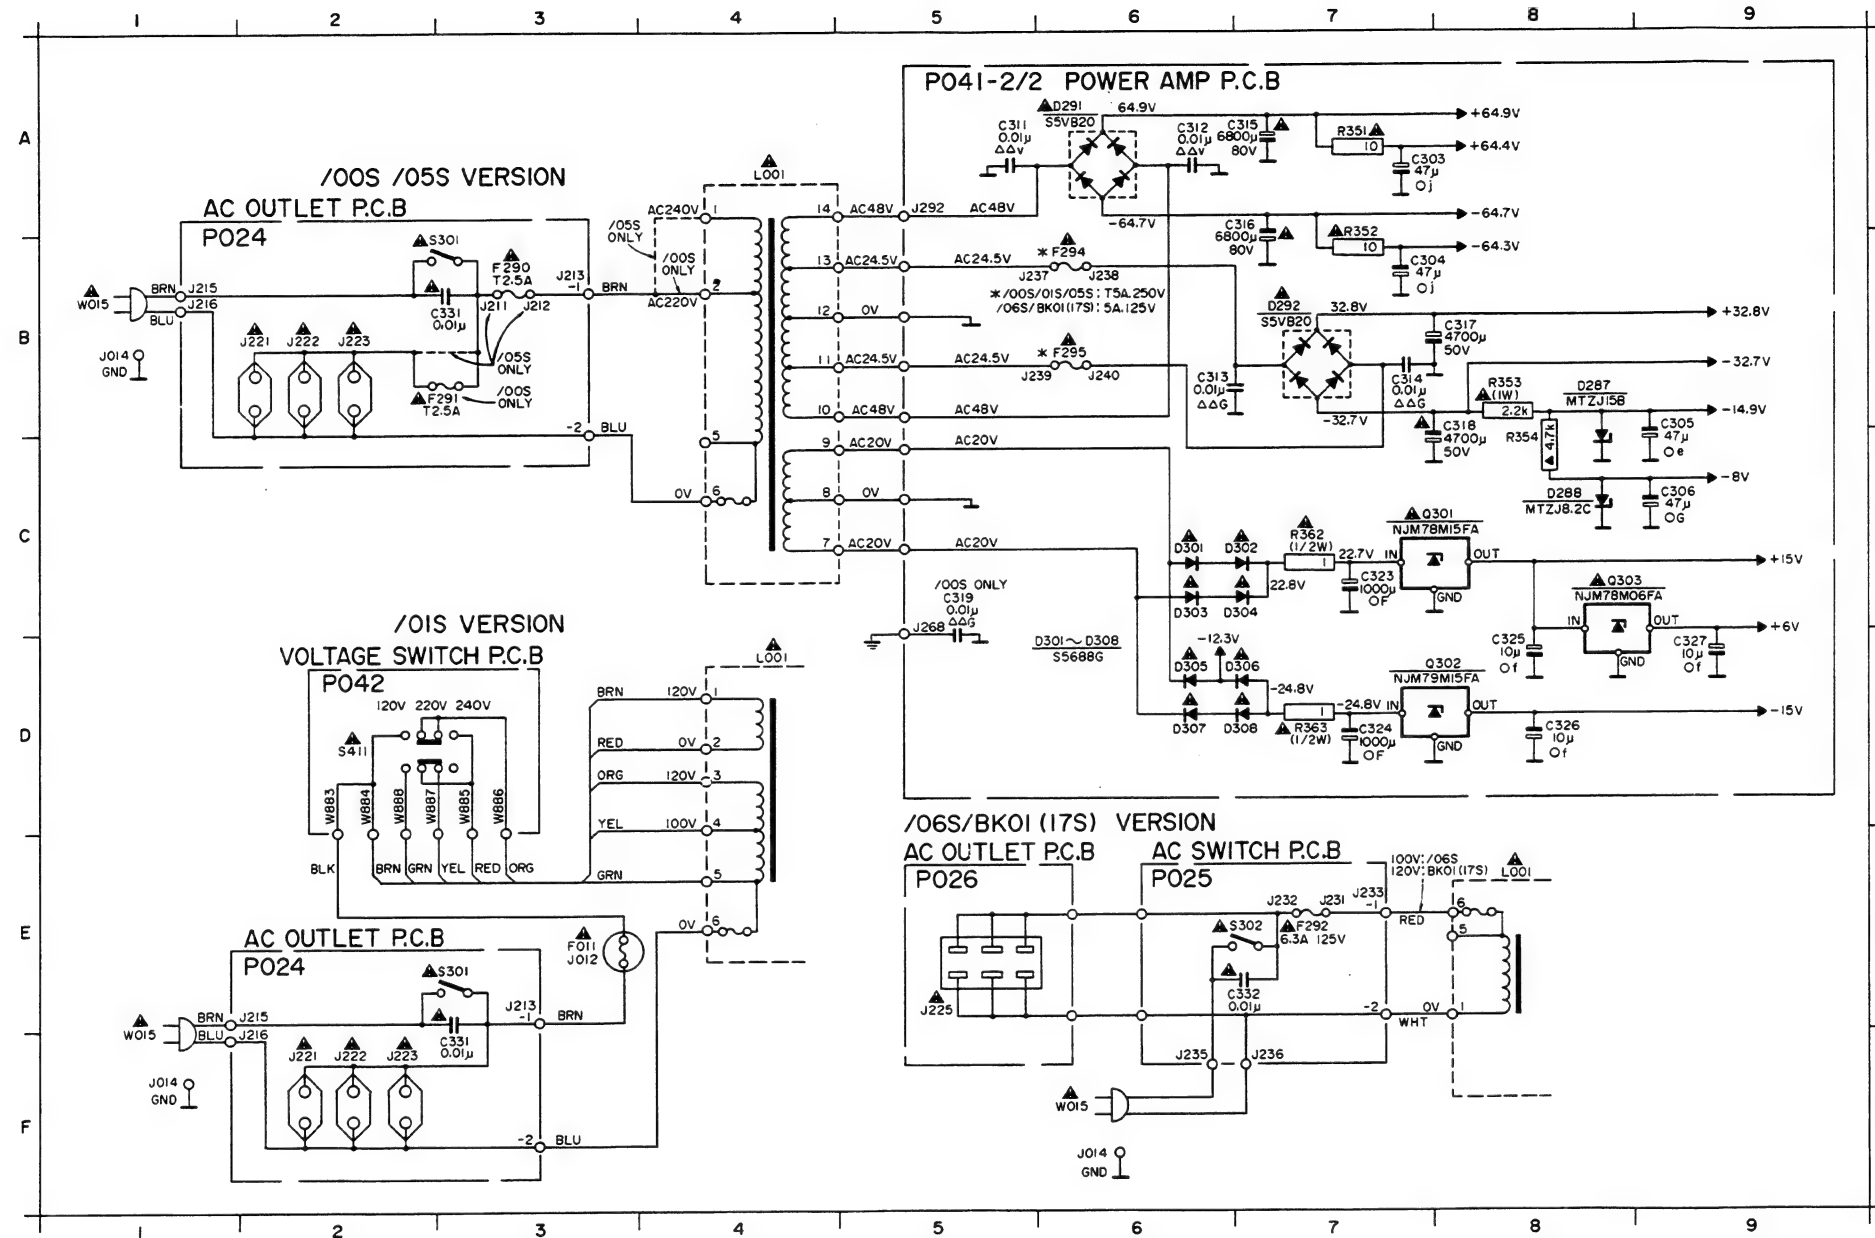 1 2 3 4 5 6 7 8 9
A
B
C
D
E
F
/00S /05S VERSION
AC OUTLET P.C.B
P024
S301
F290
T2.5A
J213
-1 BRN
BRN J215
J216
BLU
W015
C331
0.01μ
J211 J212
J221 J222 J223
/05S
ONLY
F291
T2.5A
/00S
ONLY
J014
GND
-2 BLU
L001
AC240V 1
/05S
ONLY
/00S
ONLY
2
AC220V
5
0V 6
14 AC48V J292 AC48V
13 AC24.5V AC24.5V
12 0V
11 AC24.5V AC24.5V
10 AC48V AC48V
9 AC20V AC20V
8 0V
7 AC20V AC20V
P041-2/2 POWER AMP P.C.B
D291
S5VB20
64.9V
C311
0.01μ
△△v
C312
0.01μ
△△v
C315
6800μ
80V
R351
10
C303
47μ
○j
+64.9V
+64.4V
-64.7V
-64.7V
C316
6800μ
80V
R352
10
C304
47μ
○j
-64.3V
* F294
J237 J238
*/00S/01S/05S : T5A.250V
/06S/BK01(17S) : 5A.125V
* F295
J239 J240
D292
S5VB20
32.8V
C317
4700μ
50V
+32.8V
-32.7V
C313
0.01μ
△△G
C314
0.01μ
△△G
-32.7V
C318
4700μ
50V
R353
(1W)
2.2k
D287
MTZJ15B
-14.9V
R354
4.7k
C305
47μ
○e
-8V
D288
MTZJ8.2C
C306
47μ
○G
D301 D302
D303 D304
22.8V
R362
(1/2W)
1
22.7V
C323
1000μ
○F
Q301
NJM78M15FA
IN OUT
GND
+15V
Q303
NJM78M06FA
IN OUT
GND
+6V
C325
10μ
○f
C327
10μ
○f
/00S ONLY
C319
0.01μ
△△G
J268
D301～D308
S5688G
-12.3V
D305 D306
D307 D308
-24.8V
R363
(1/2W)
1
-24.8V
C324
1000μ
○F
Q302
NJM79M15FA
IN OUT
GND
-15V
C326
10μ
○f
/01S VERSION
VOLTAGE SWITCH P.C.B
P042
120V 220V 240V
S411
W883 W884 W888 W887 W885 W886
BLK BRN GRN YEL RED ORG
L001
BRN 120V 1
RED 0V 2
ORG 120V 3
YEL 100V 4
GRN 5
0V 6
F011
J012
AC OUTLET P.C.B
P024
S301
C331
0.01μ
J213
-1 BRN
BRN J215
BLU J216
W015
J221 J222 J223
J014
GND
-2 BLU
/06S/BK01(17S) VERSION
AC OUTLET P.C.B
P026
J225
AC SWITCH P.C.B
P025
J232 J231
F292
6.3A 125V
S302
C332
0.01μ
J233
-1
RED
100V:/06S
120V:BK01(17S)
L001
6
5
-2 WHT 0V 1
J235 J236
W015
J014
GND
1 2 3 4 5 6 7 8 9